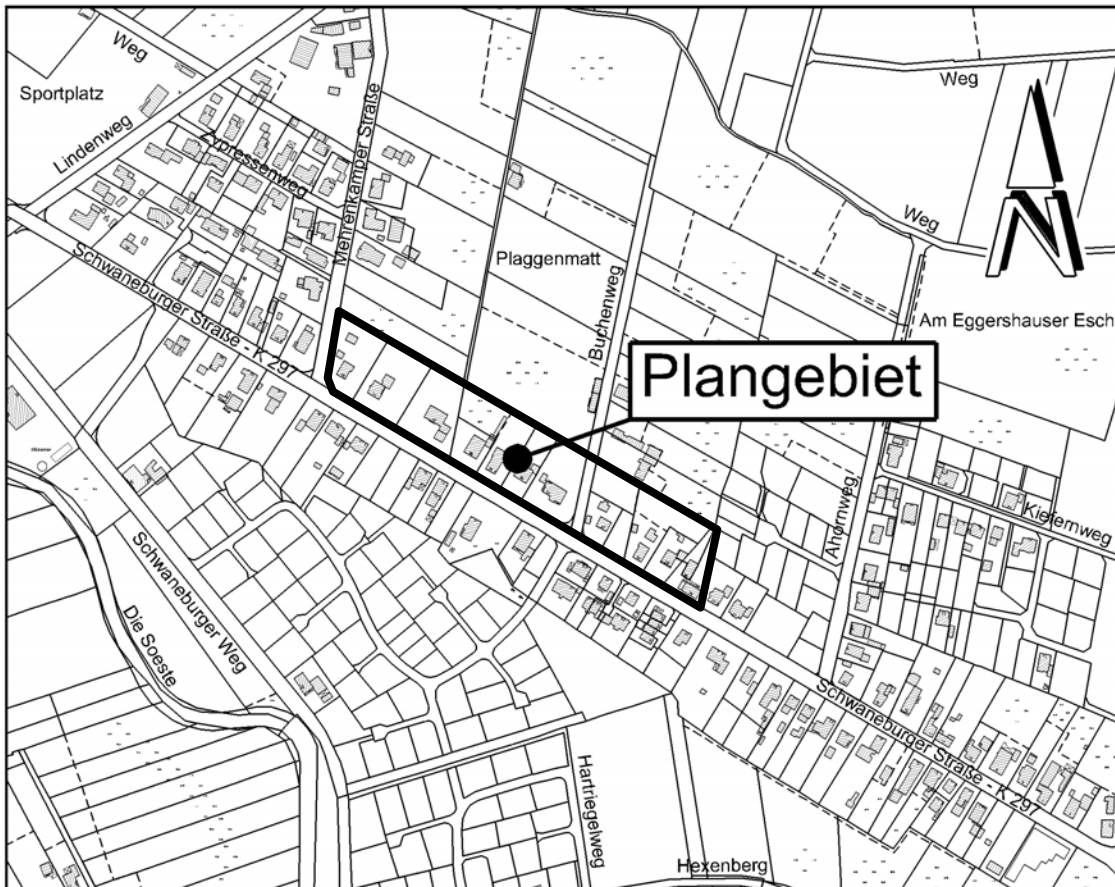 Weg
Sportplatz
Lindenweg
Zypressenweg
Mehrenkamper Straße
Weg
Weg
Plaggenmatt
Buchenweg
Am Eggershauser Esch
Schwaneburger Straße - K 297
Plangebiet
Ahornweg
Kiefernweg
Schwaneburger Weg
Die Soeste
Schwaneburger Straße - K 297
Hartriegelweg
Hexenberg
N